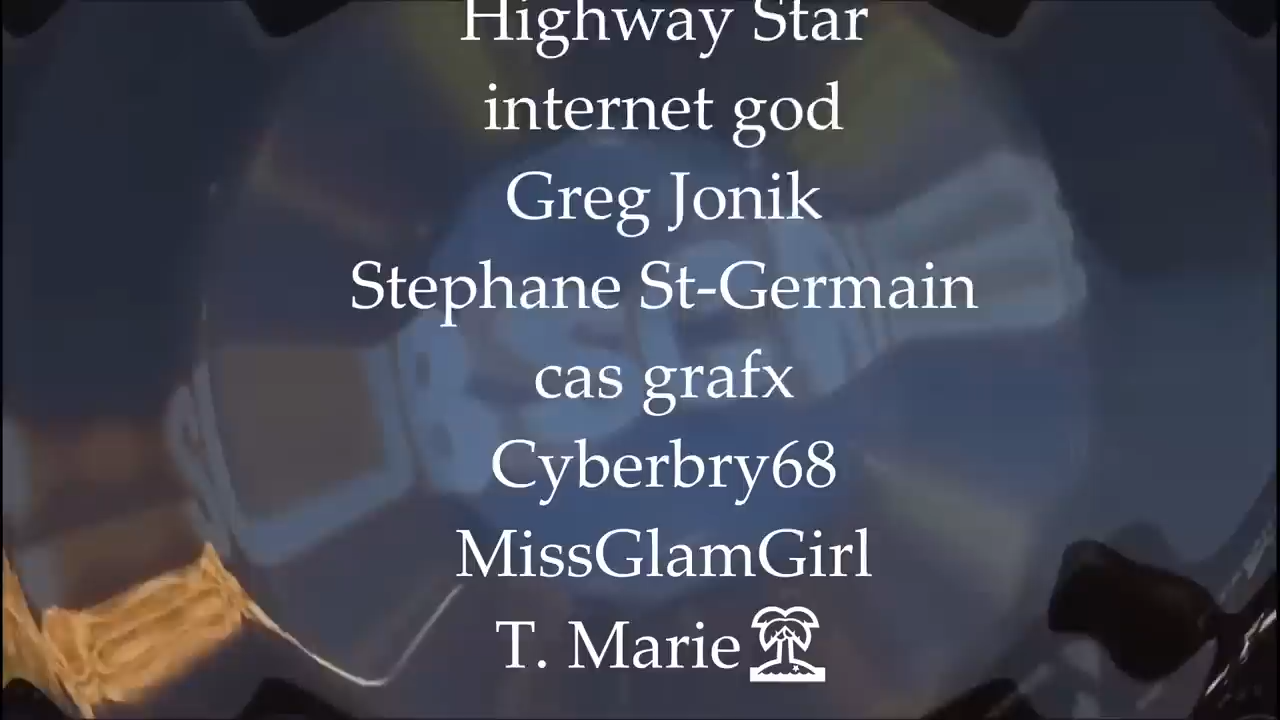 Highway Star
internet god
Greg Jonik
Stephane St-Germain
cas grafx
Cyberbry68
MissGlamGirl
T. Marie🏝